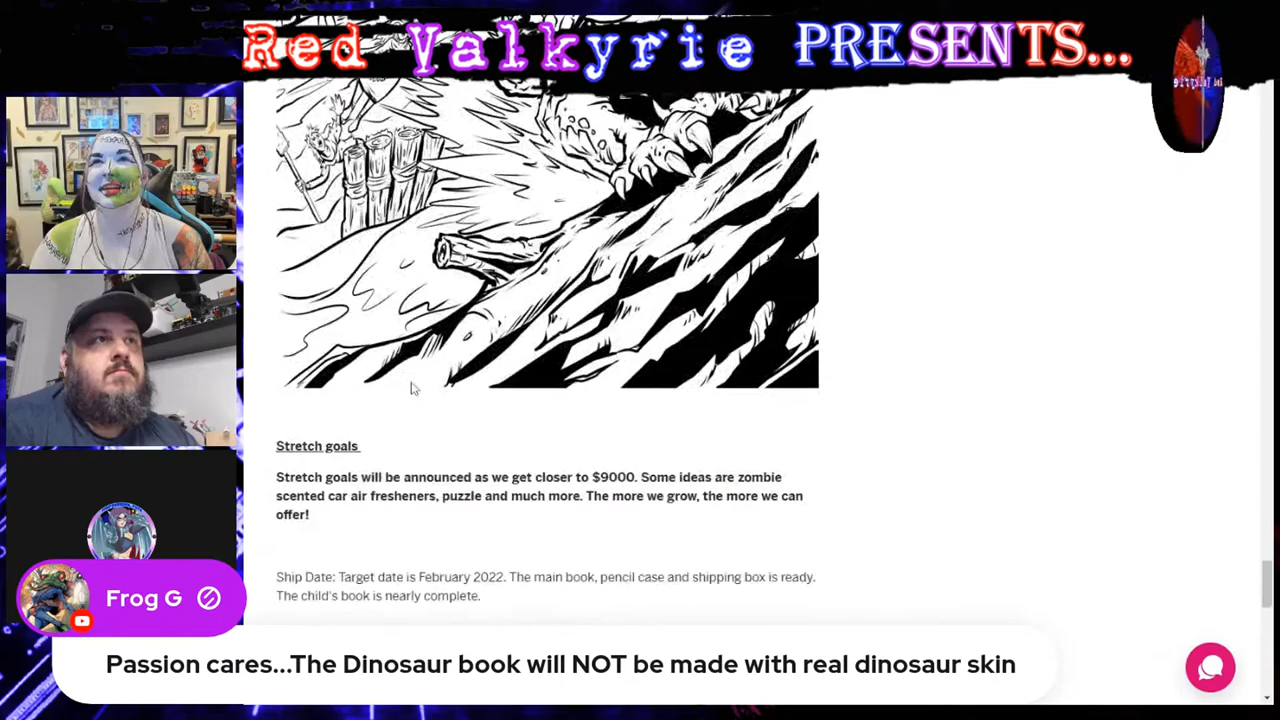 Red Valkyrie PRESENTS...
Stretch goals
Stretch goals will be announced as we get closer to $9000. Some ideas are zombie
scented car air fresheners, puzzle and much more. The more we grow, the more we can
offer!
Ship Date: Target date is February 2022. The main book, pencil case and shipping box is ready.
The child's book is nearly complete.
Frog G
Passion cares...The Dinosaur book will NOT be made with real dinosaur skin